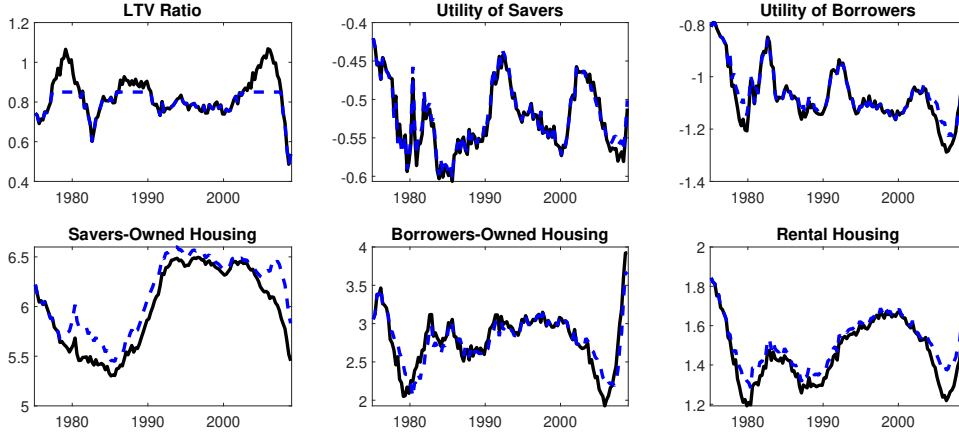 LTV Ratio
1.2
1
0.8
0.6
0.4
1980 1990 2000
Utility of Savers
-0.4
-0.45
-0.5
-0.55
-0.6
1980 1990 2000
Utility of Borrowers
-0.8
-1
-1.2
-1.4
1980 1990 2000
Savers-Owned Housing
6.5
6
5.5
5
1980 1990 2000
Borrowers-Owned Housing
4
3.5
3
2.5
2
1980 1990 2000
Rental Housing
2
1.8
1.6
1.4
1.2
1980 1990 2000